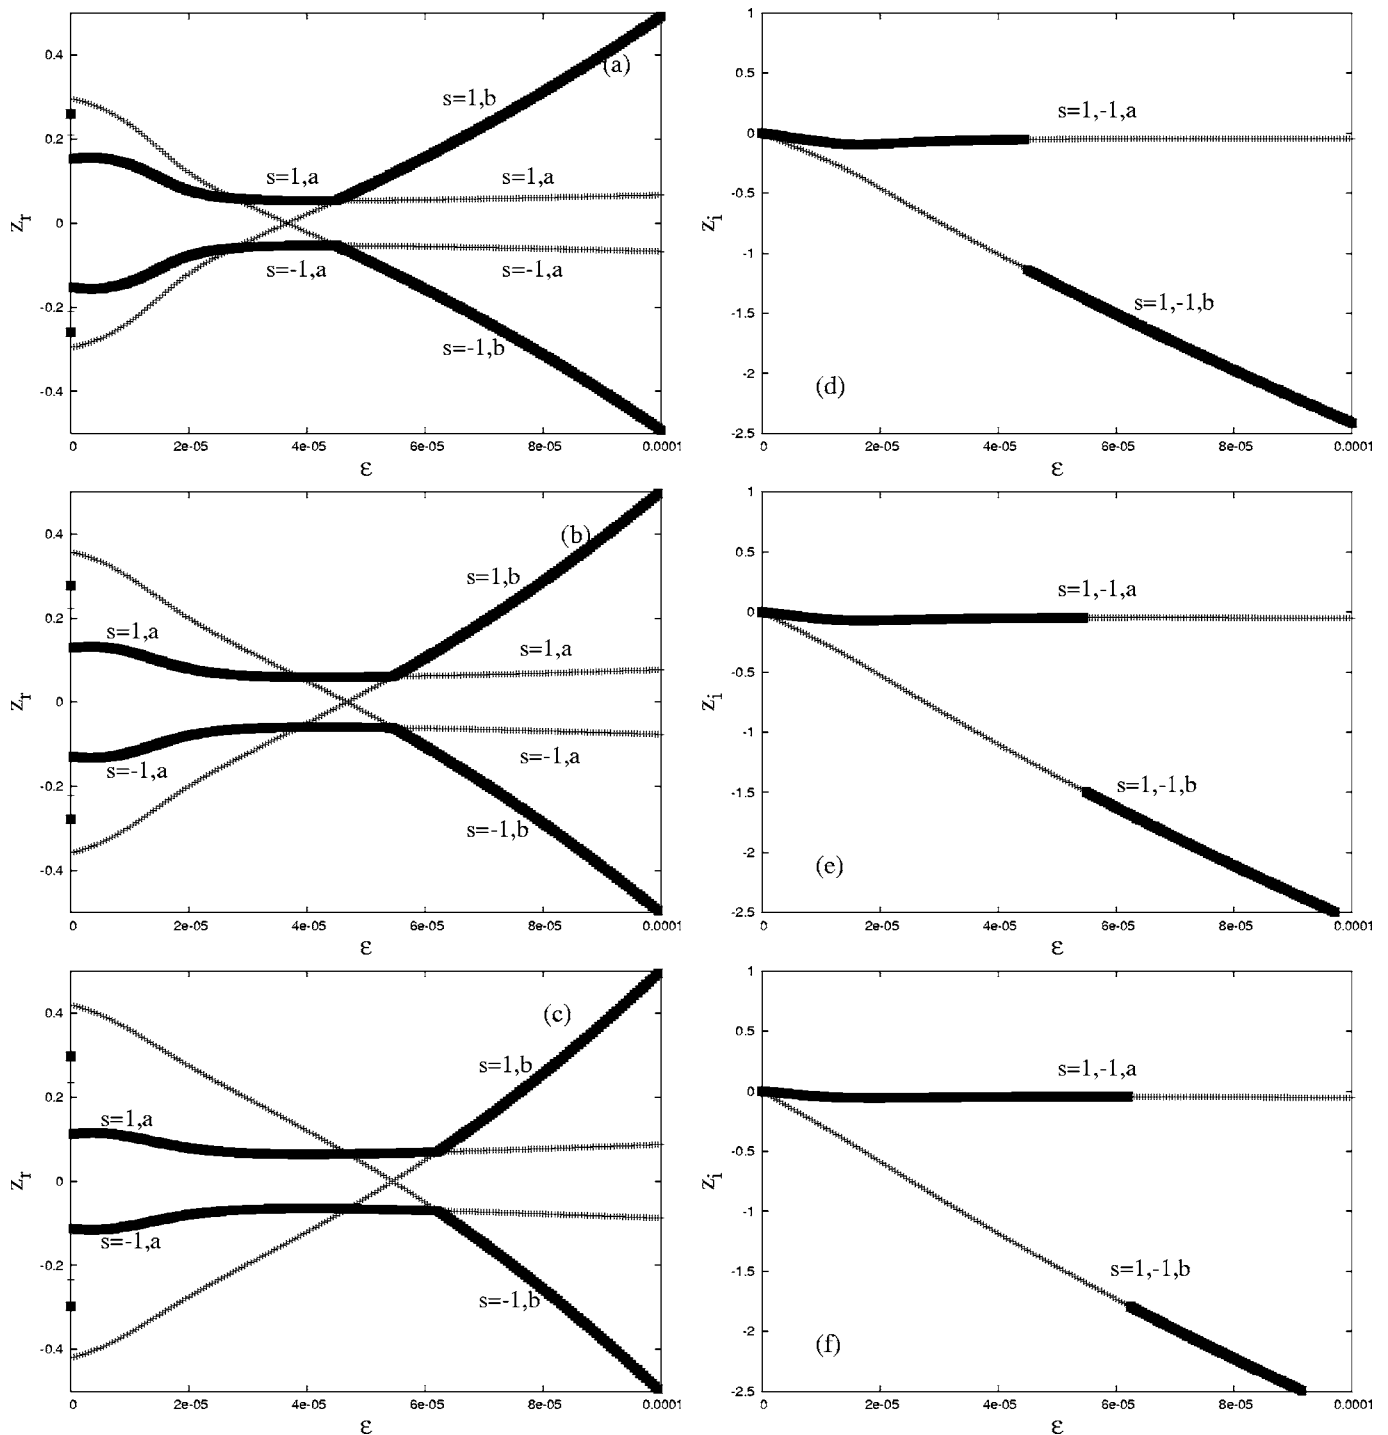 0.4
0.2
0
-0.2
-0.4
z_r
0
2e-05
4e-05
6e-05
8e-05
0.0001
ε
(a)
s=1,b
s=1,a
s=1,a
s=-1,a
s=-1,a
s=-1,b
1
0.5
0
-0.5
-1
-1.5
-2
-2.5
z_i
0
2e-05
4e-05
6e-05
8e-05
0.0001
ε
s=1,-1,a
s=1,-1,b
(d)
0.4
0.2
0
-0.2
-0.4
z_r
0
2e-05
4e-05
6e-05
8e-05
0.0001
ε
(b)
s=1,b
s=1,a
s=1,a
s=-1,a
s=-1,a
s=-1,b
1
0.5
0
-0.5
-1
-1.5
-2
-2.5
z_i
0
2e-05
4e-05
6e-05
8e-05
0.0001
ε
s=1,-1,a
s=1,-1,b
(e)
0.4
0.2
0
-0.2
-0.4
z_r
0
2e-05
4e-05
6e-05
8e-05
0.0001
ε
(c)
s=1,b
s=1,a
s=-1,a
s=-1,b
1
0.5
0
-0.5
-1
-1.5
-2
-2.5
z_i
0
2e-05
4e-05
6e-05
8e-05
0.0001
ε
s=1,-1,a
s=1,-1,b
(f)